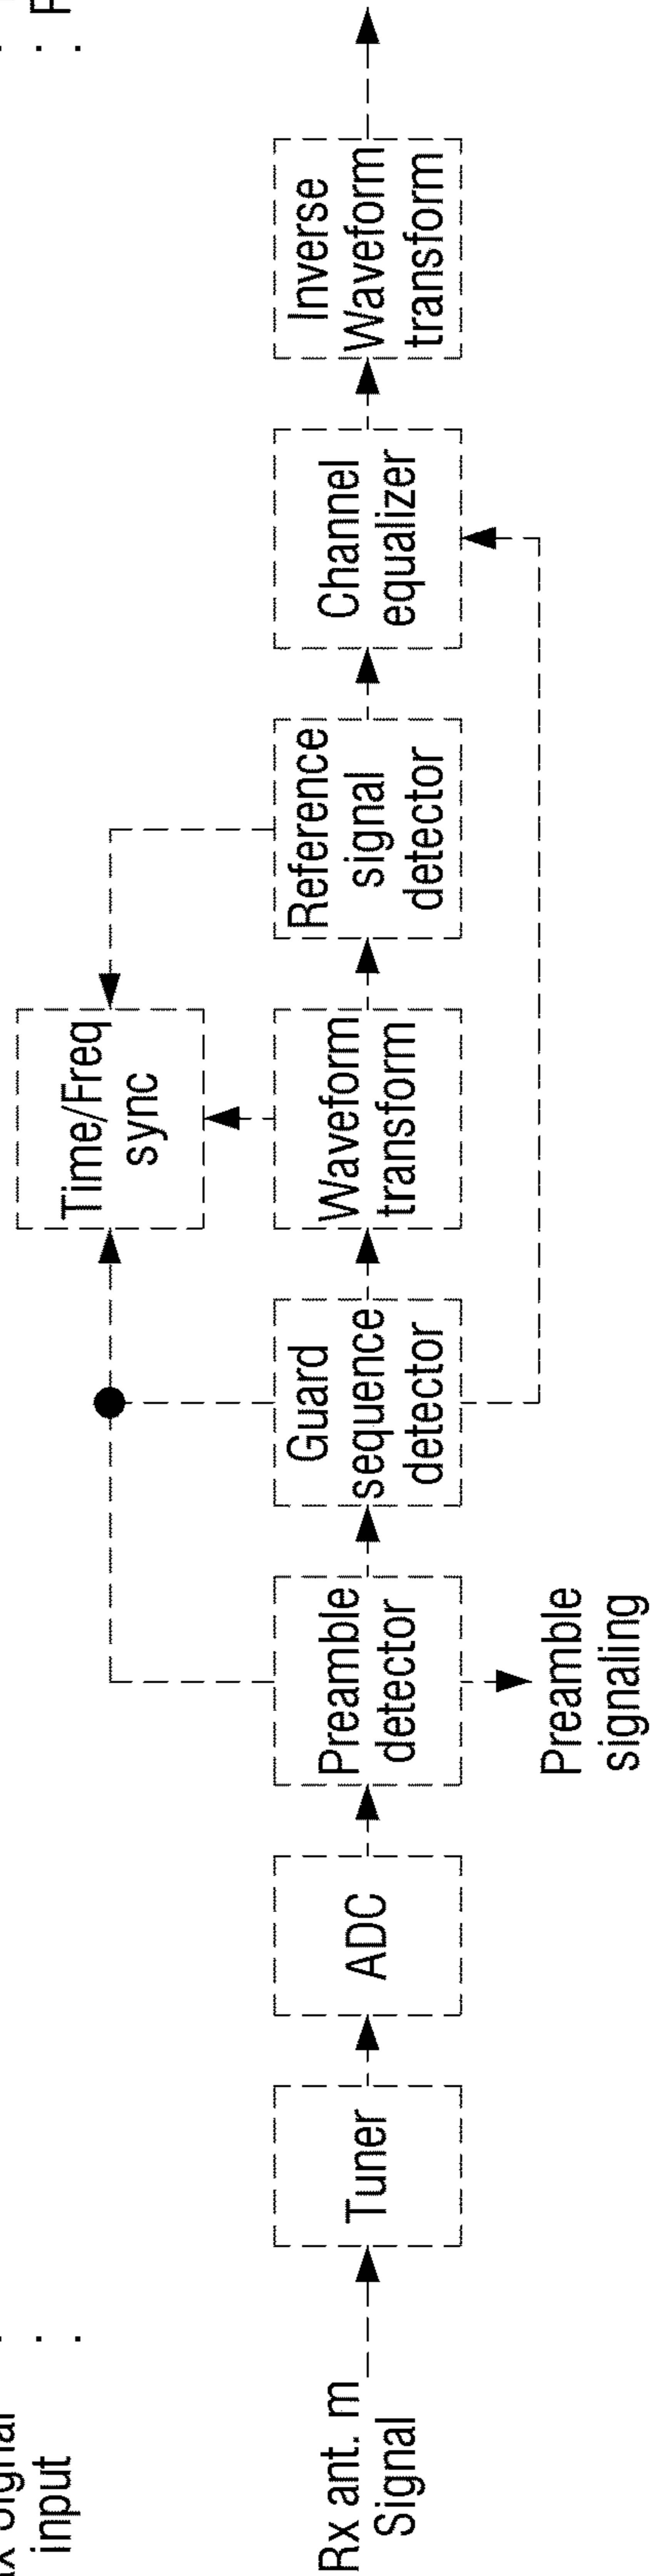 input
Time/Freq
sync
Rx ant. m
Signal
Tuner
ADC
Preamble
detector
Guard
sequence
detector
Waveform
transform
Reference
signal
detector
Channel
equalizer
Inverse
Waveform
transform
Preamble
signaling